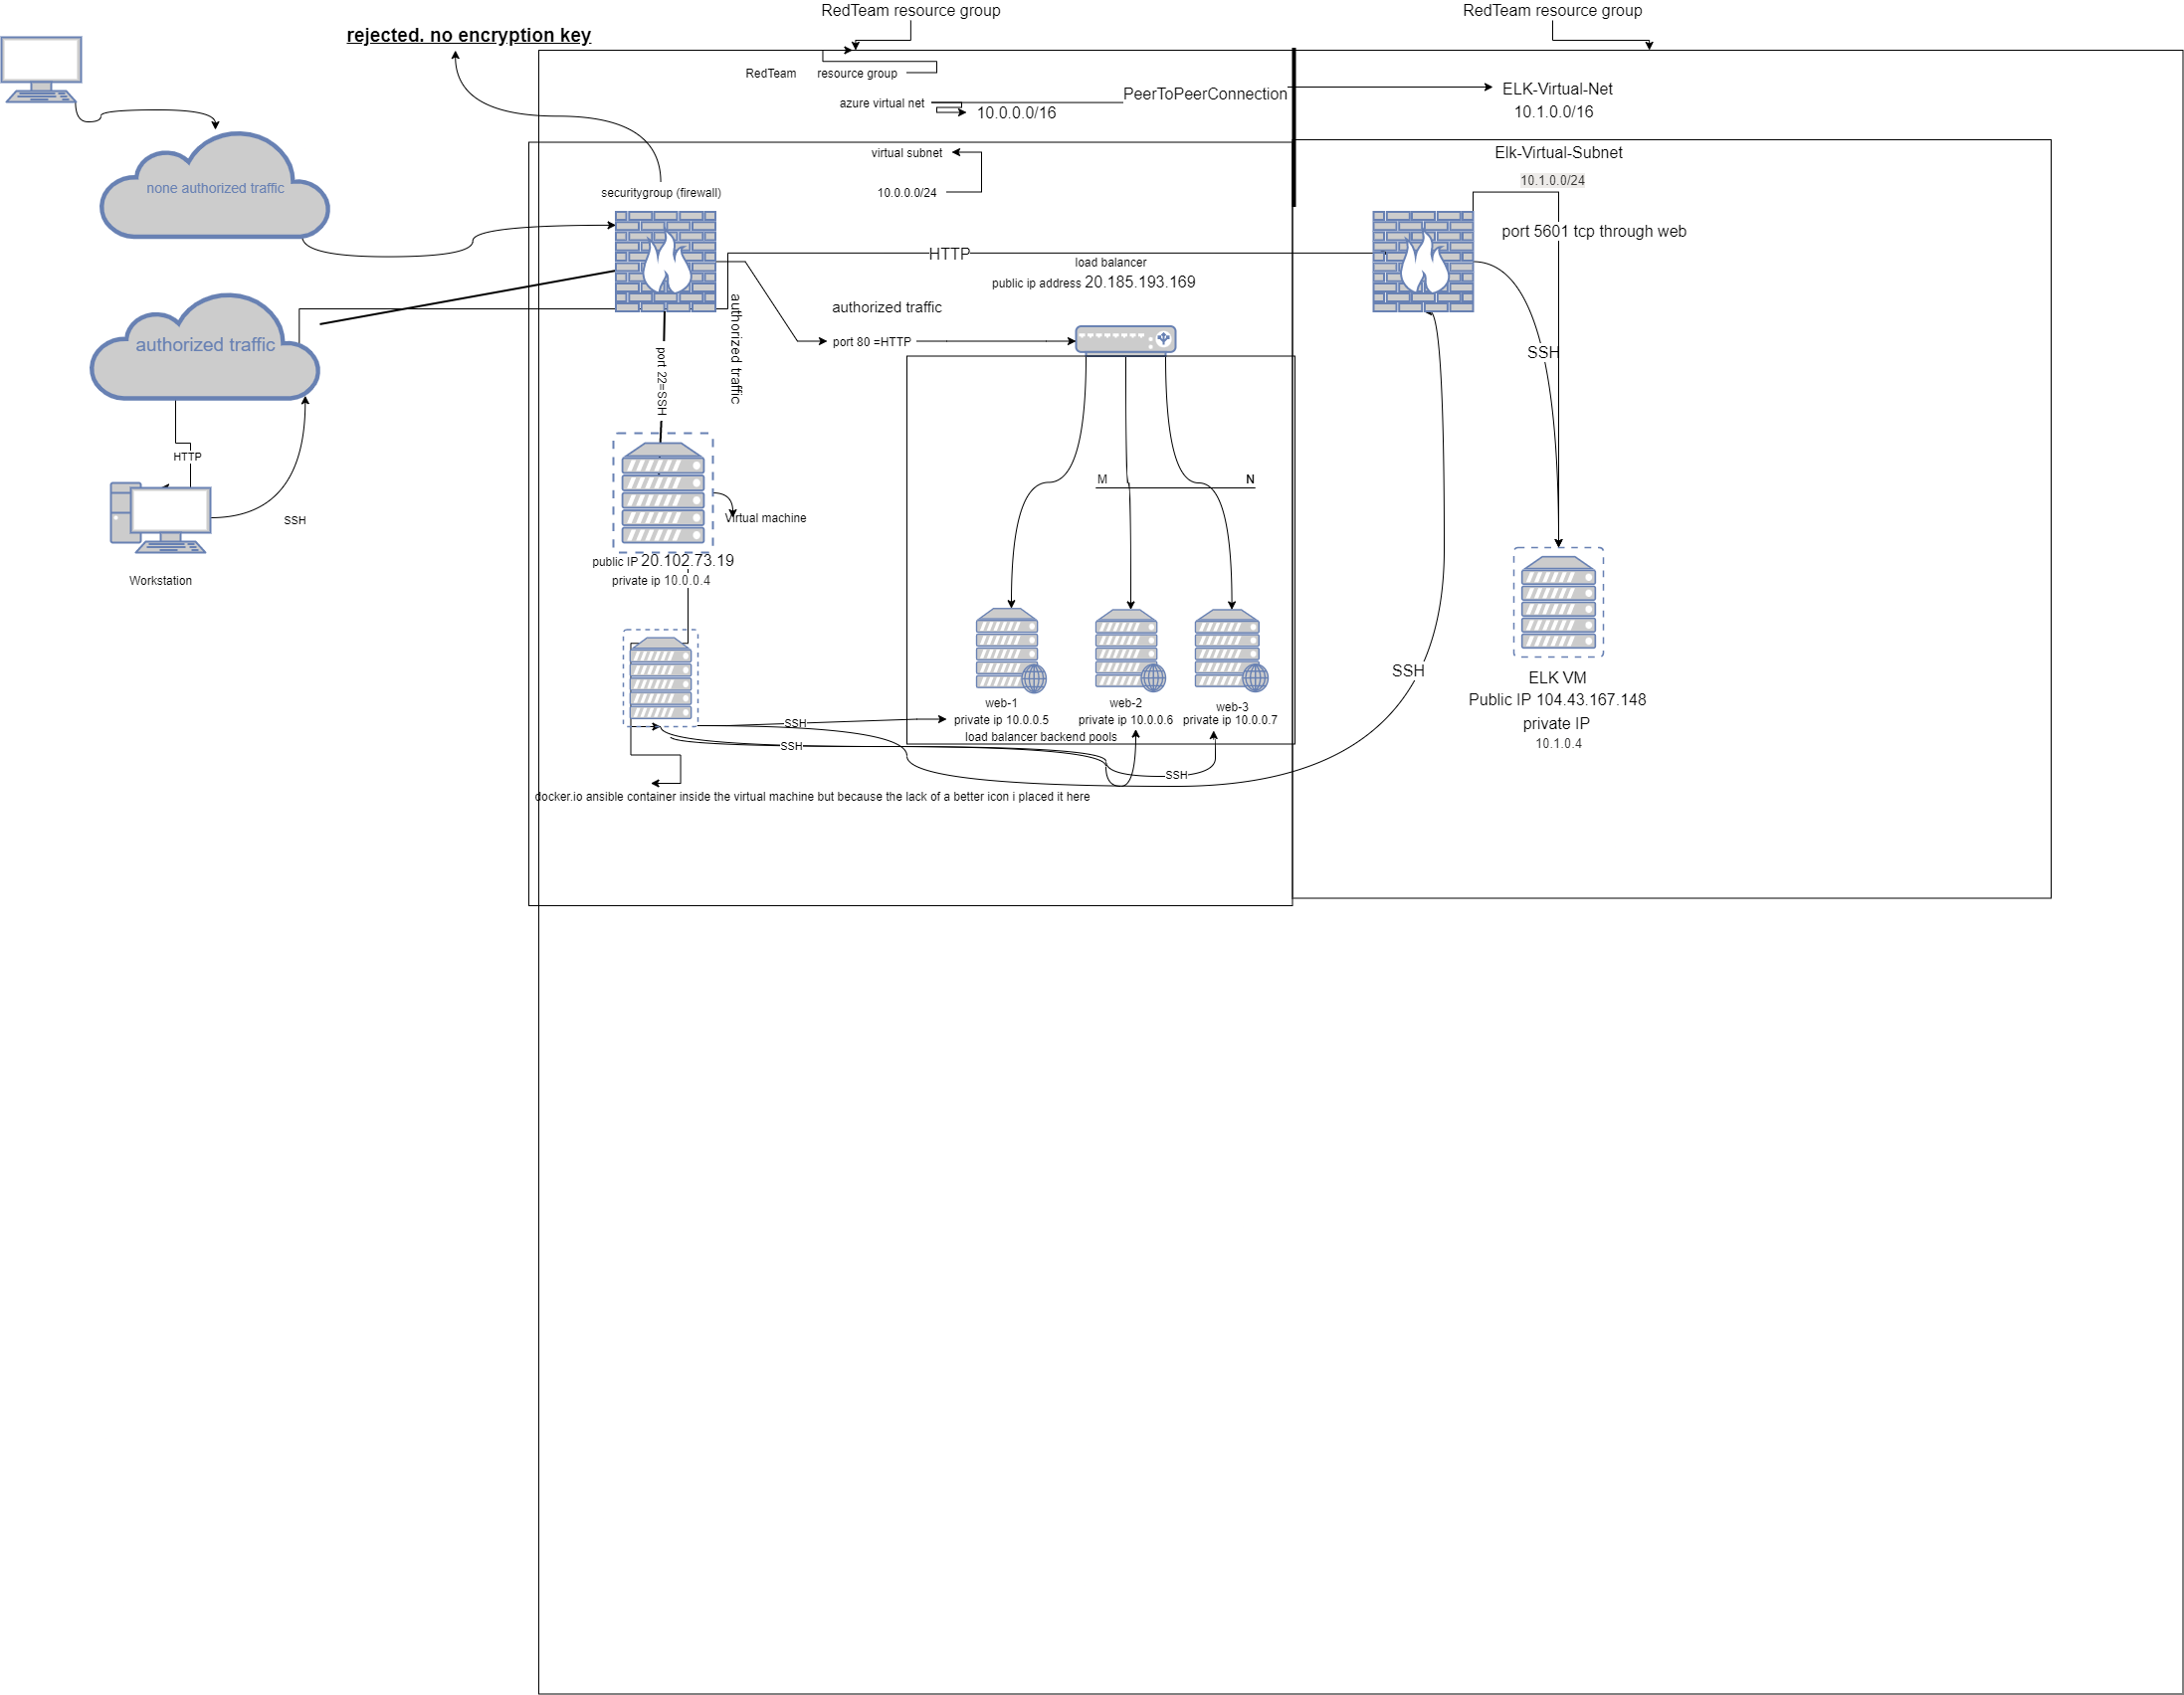 RedTeam resource group
RedTeam resource group
rejected. no encryption key
RedTeam resource group
PeerToPeerConnection
ELK-Virtual-Net
azure virtual net
10.0.0.0/16
10.1.0.0/16
virtual subnet
Elk-Virtual-Subnet
10.1.0.0/24
none authorized traffic
securitygroup (firewall)
10.0.0.0/24
port 5601 tcp through web
HTTP
load balancer
public ip address 20.185.193.169
authorized traffic
authorized traffic
authorized traffic
port 80 =HTTP
port 22=SSH
SSH
HTTP
M
N
SSH
Virtual machine
public IP 20.102.73.19
private ip 10.0.0.4
Workstation
SSH
ELK VM
Public IP 104.43.167.148
private IP
10.1.0.4
web-1
private ip 10.0.0.5
web-2
private ip 10.0.0.6
web-3
private ip 10.0.0.7
SSH
load balancer backend pools
SSH
SSH
docker.io ansible container inside the virtual machine but because the lack of a better icon i placed it here